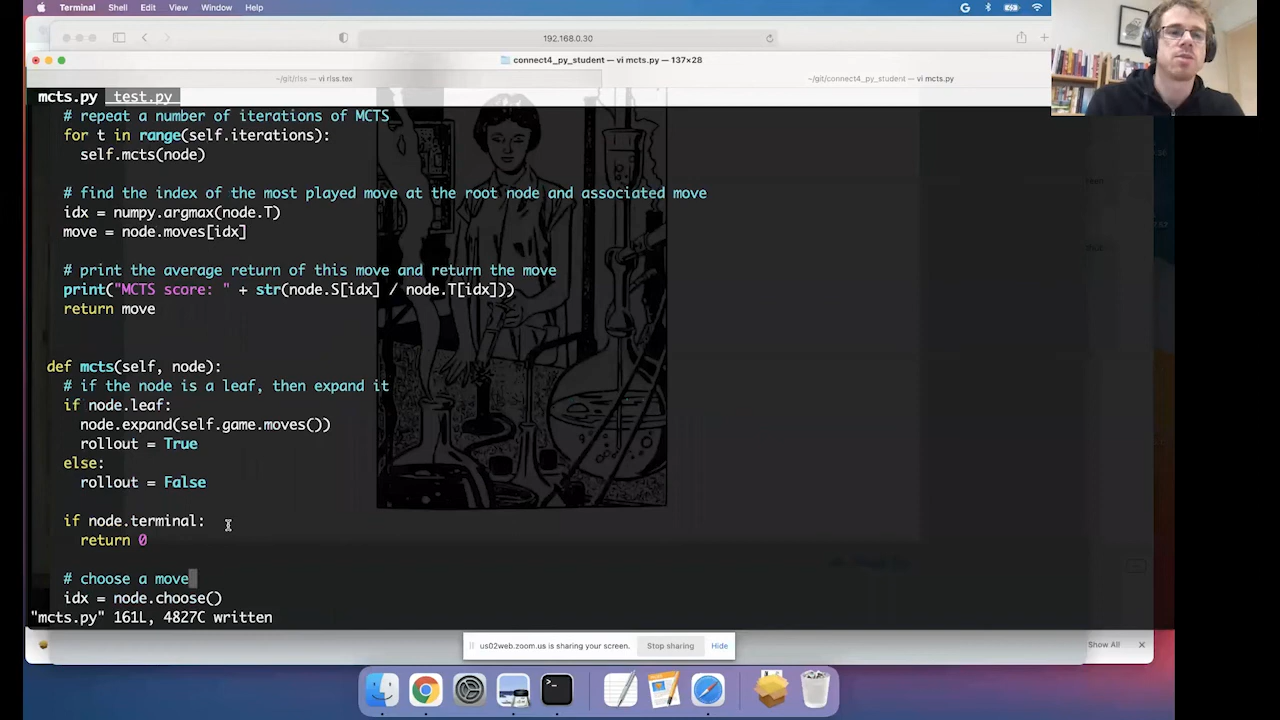 Terminal Shell Edit View Window Help
192.168.0.30
connect4_py_student — vi mcts.py — 137×28
~/git/rlss — vi rlas.tex
~/git/connect4_py_student — vi mcts.py
mcts.py test.py
# repeat a number of iterations of MCTS
for t in range(self.iterations):
self.mcts(node)
# find the index of the most played move at the root node and associated move
idx = numpy.argmax(node.T)
move = node.moves[idx]
# print the average return of this move and return the move
print("MCTS score: " + str(node.S[idx] / node.T[idx]))
return move
def mcts(self, node):
# if the node is a leaf, then expand it
if node.leaf:
node.expand(self.game.moves())
rollout = True
else:
rollout = False
if node.terminal:
return 0
# choose a move
idx = node.choose()
"mcts.py" 161L, 4827C written
us02web.zoom.us is sharing your screen. Stop sharing Hide
Show All